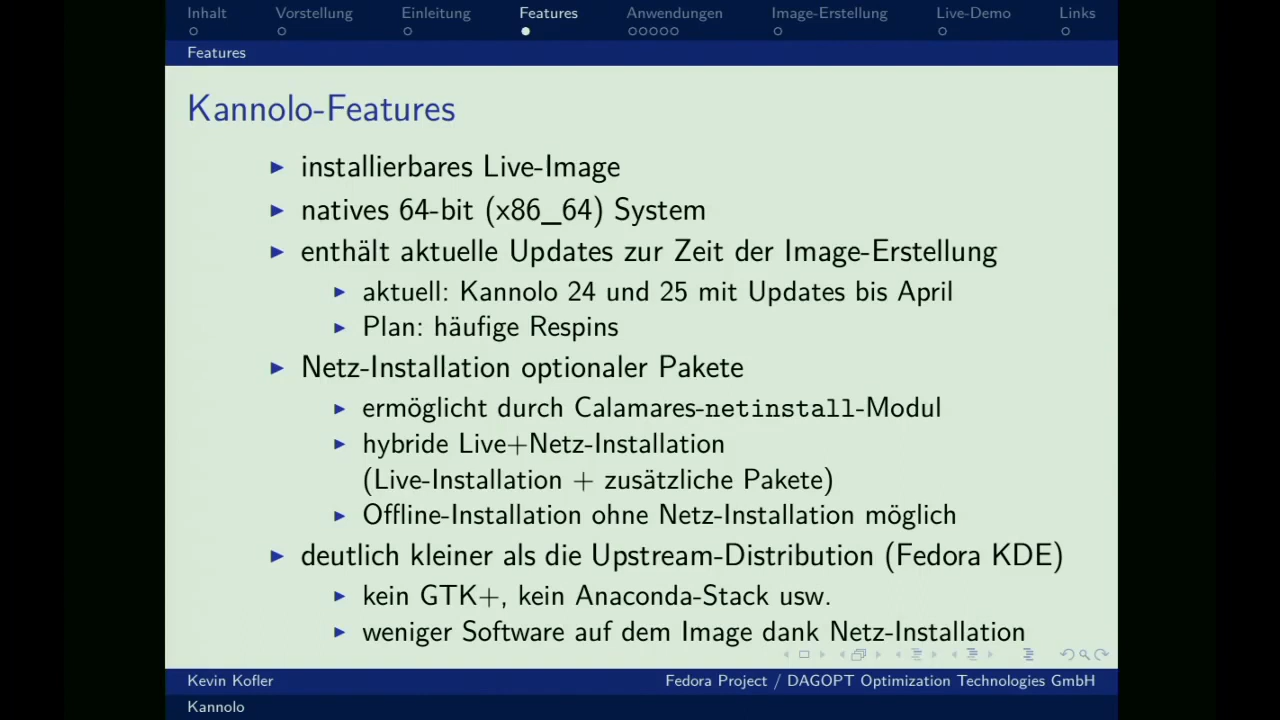 Inhalt Vorstellung Einleitung Features Anwendungen Image-Erstellung Live-Demo Links
Features
Kannolo-Features
installierbares Live-Image
natives 64-bit (x86_64) System
enthält aktuelle Updates zur Zeit der Image-Erstellung
aktuell: Kannolo 24 und 25 mit Updates bis April
Plan: häufige Respins
Netz-Installation optionaler Pakete
ermöglicht durch Calamares-netinstall-Modul
hybride Live+Netz-Installation
(Live-Installation + zusätzliche Pakete)
Offline-Installation ohne Netz-Installation möglich
deutlich kleiner als die Upstream-Distribution (Fedora KDE)
kein GTK+, kein Anaconda-Stack usw.
weniger Software auf dem Image dank Netz-Installation
Kevin Kofler Fedora Project / DAGOPT Optimization Technologies GmbH
Kannolo